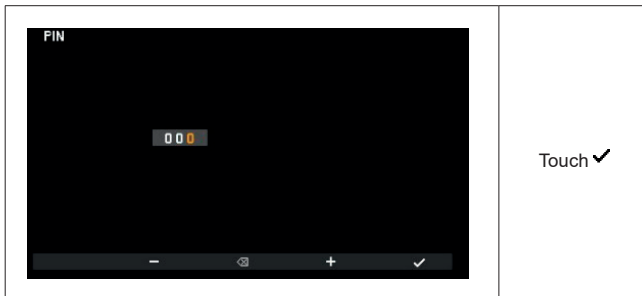 PIN
000
− ⌫ + ✓
Touch ✓